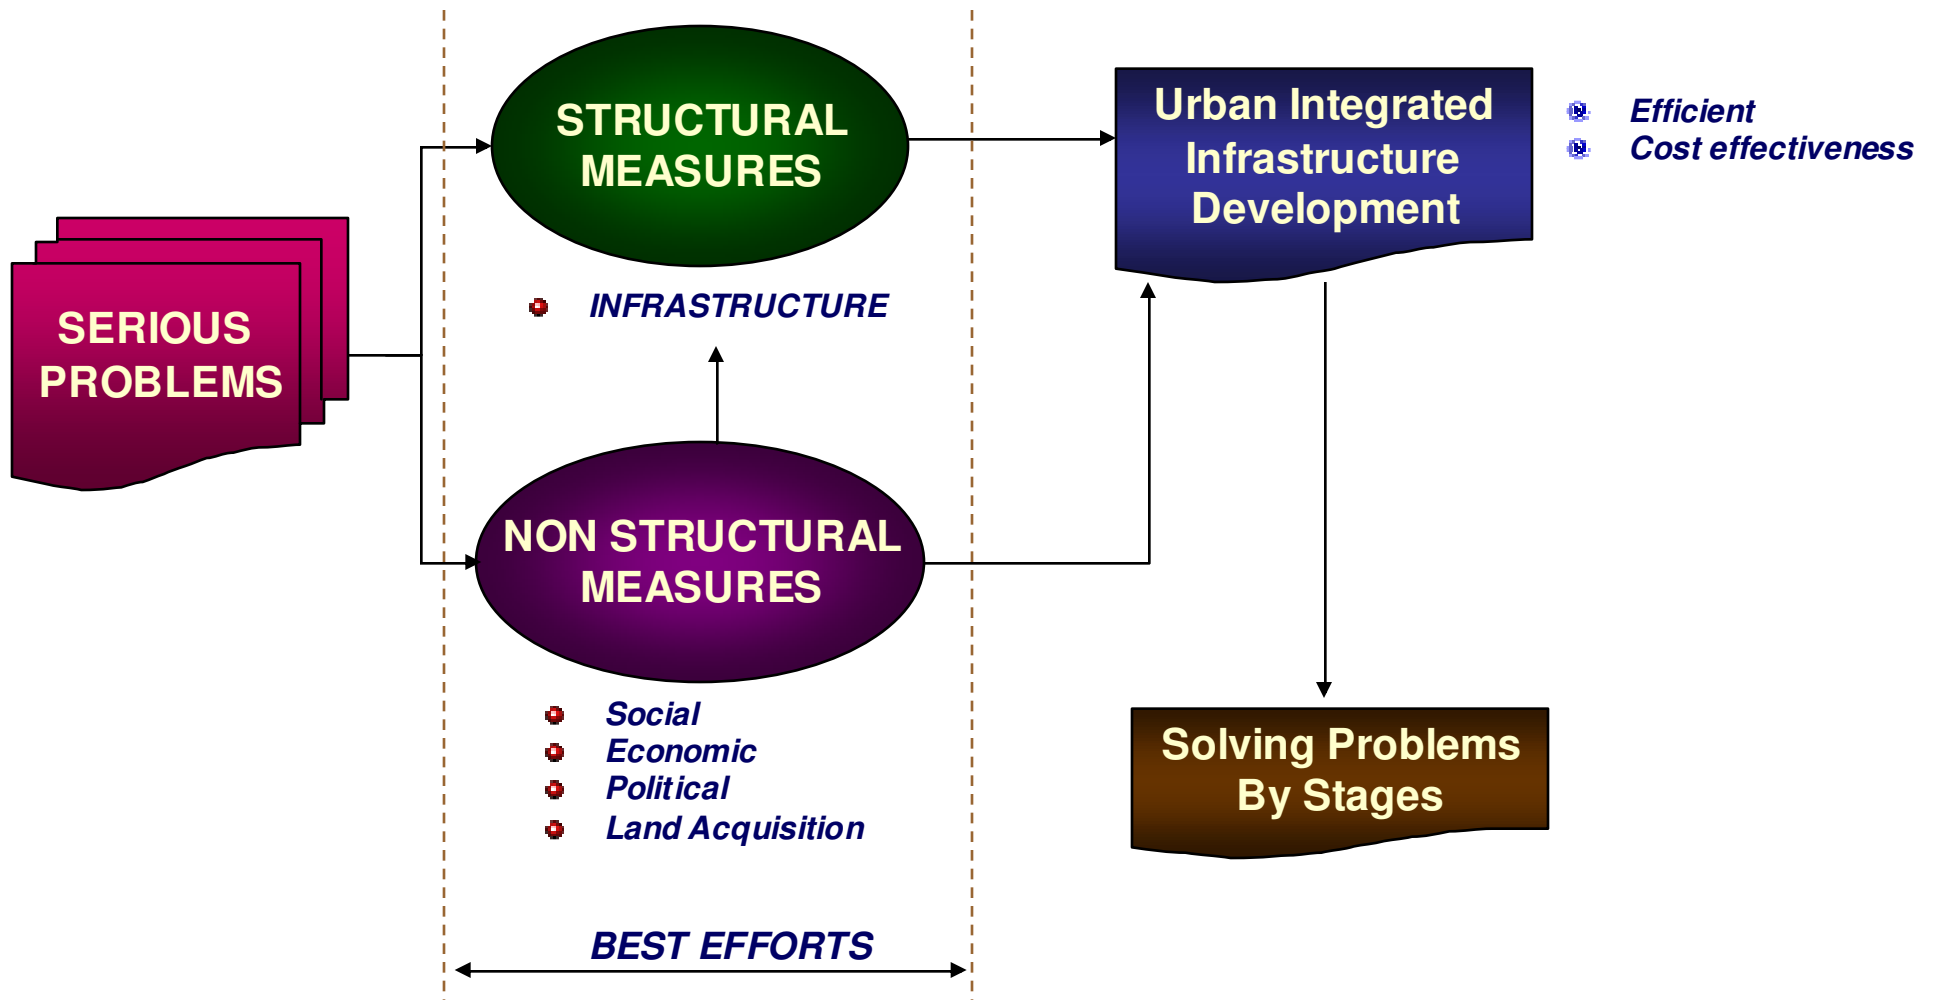 SERIOUS
PROBLEMS
STRUCTURAL
MEASURES
INFRASTRUCTURE
NON STRUCTURAL
MEASURES
Social
Economic
Political
Land Acquisition
BEST EFFORTS
Urban Integrated
Infrastructure
Development
Efficient
Cost effectiveness
Solving Problems
By Stages